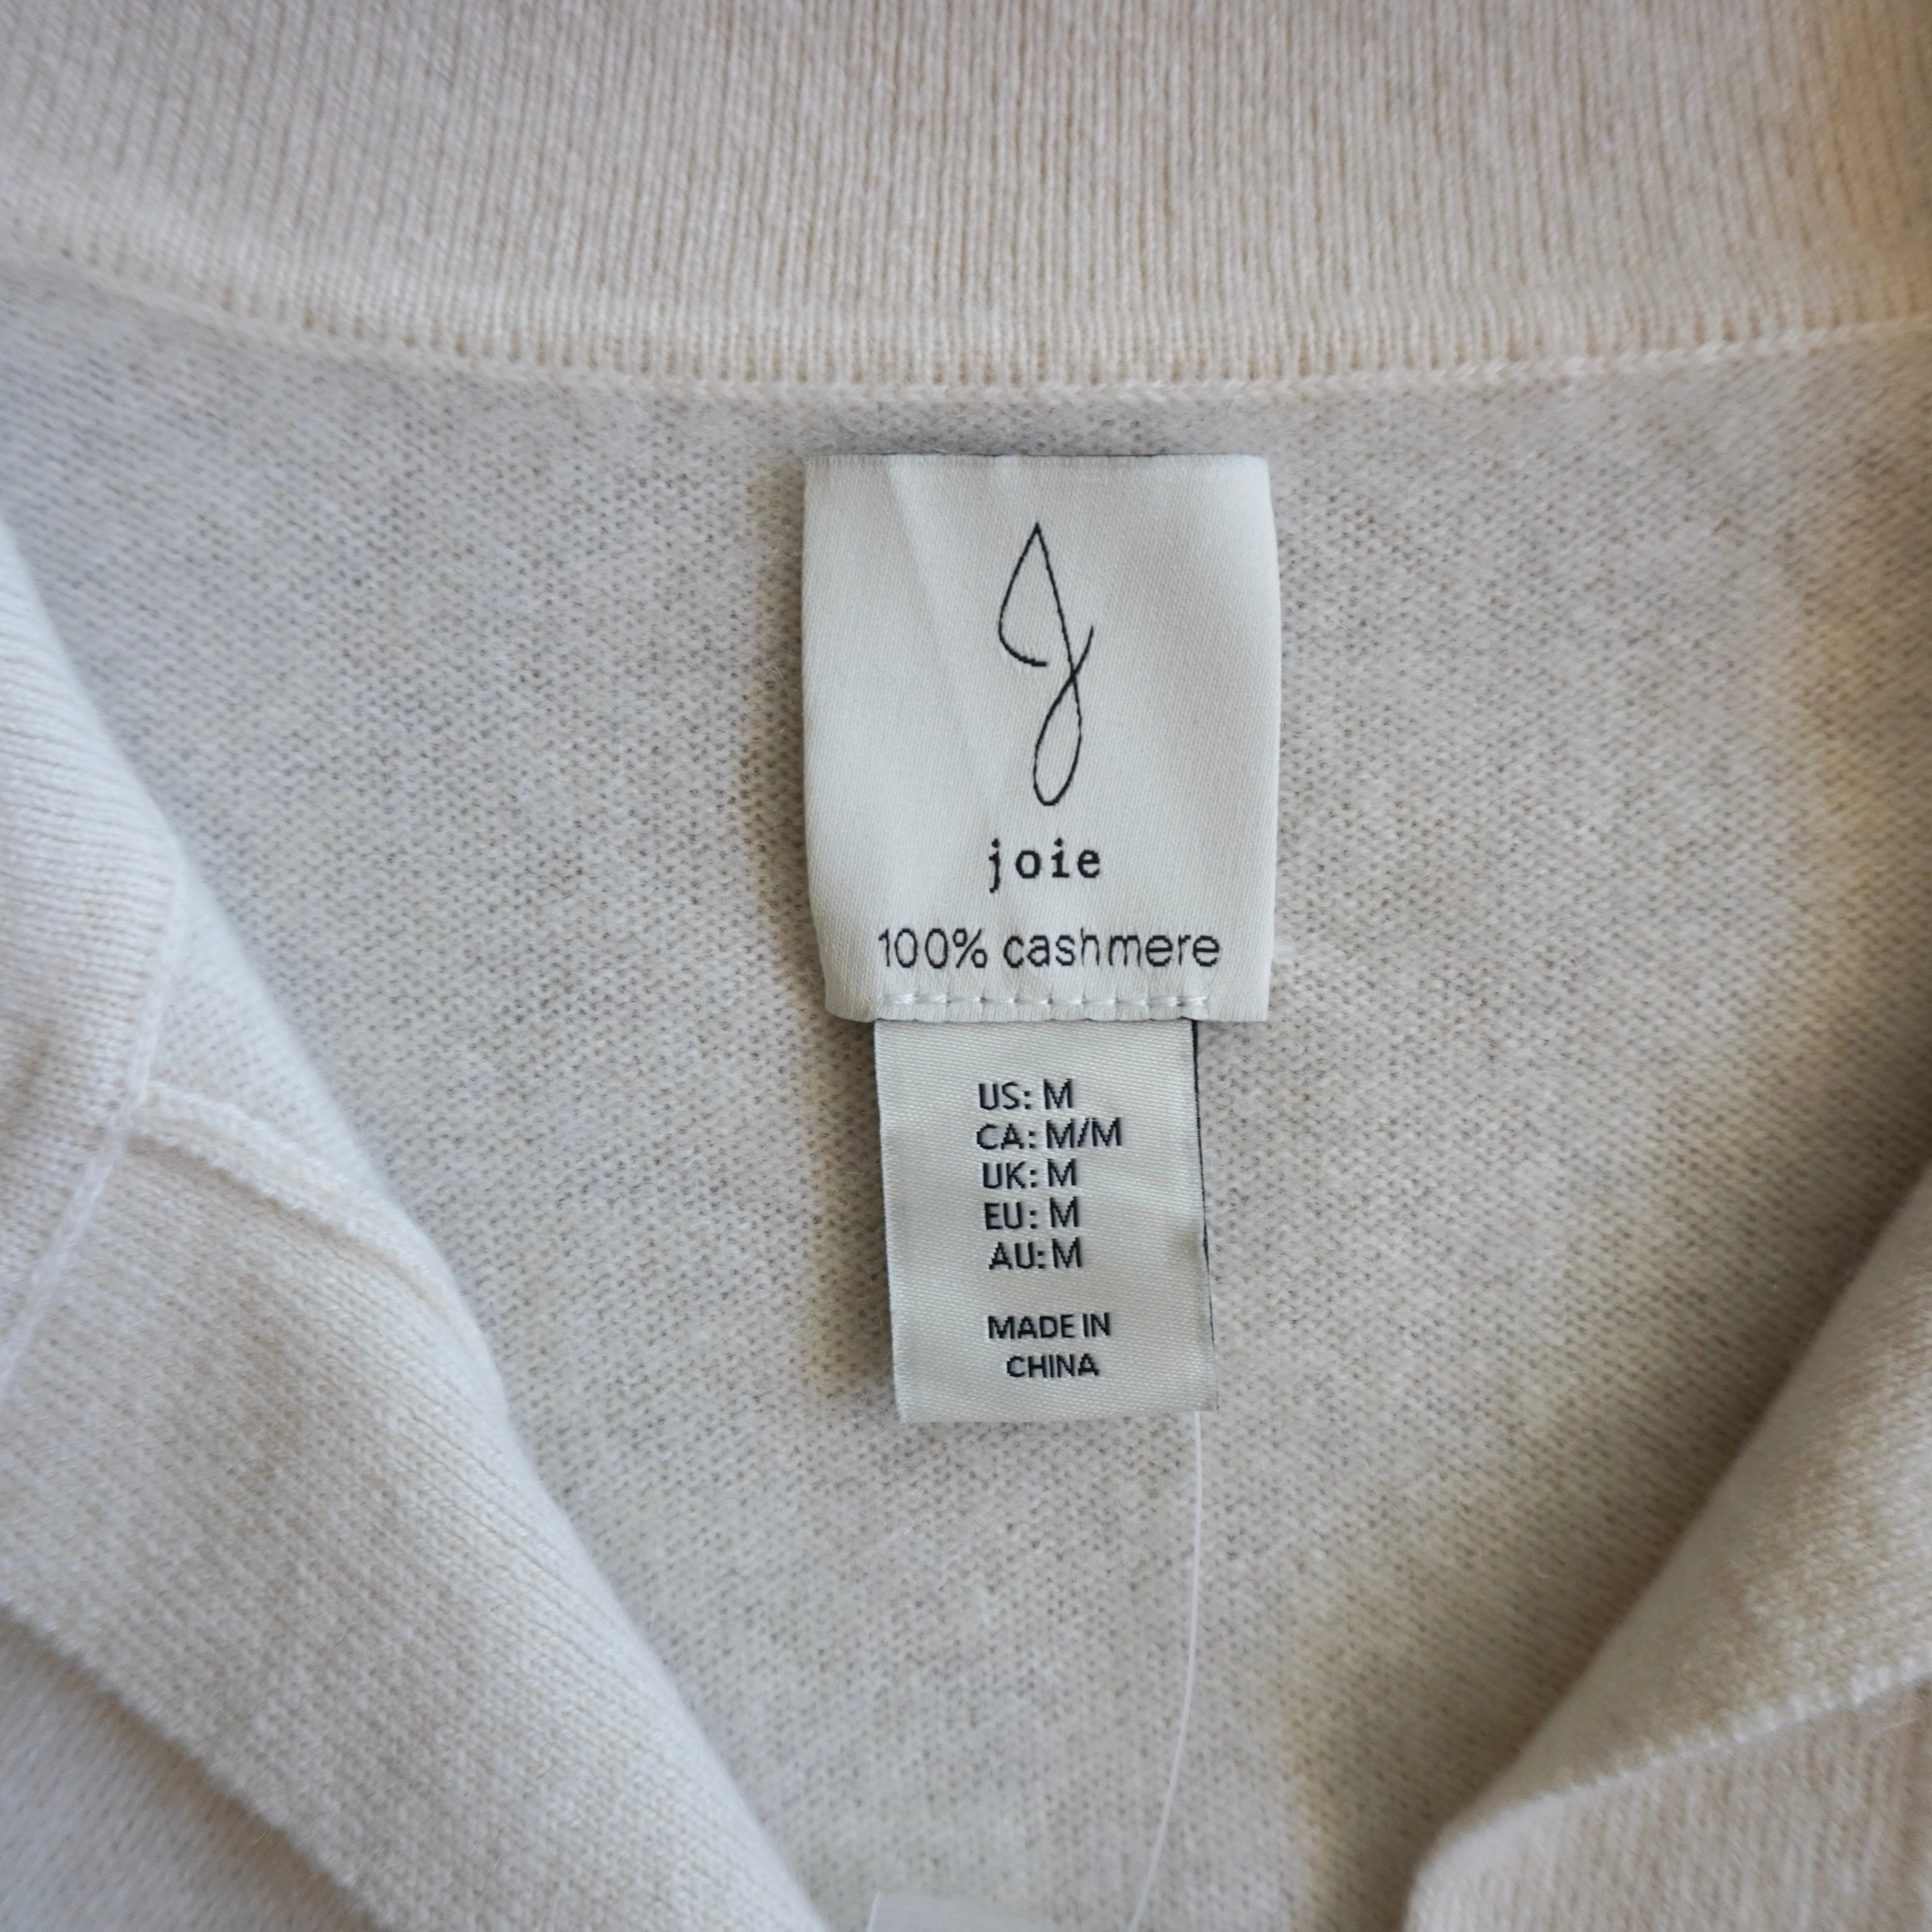 joie
100% cashmere
US: M
CA: M/M
UK: M
EU: M
AU: M
MADE IN
CHINA